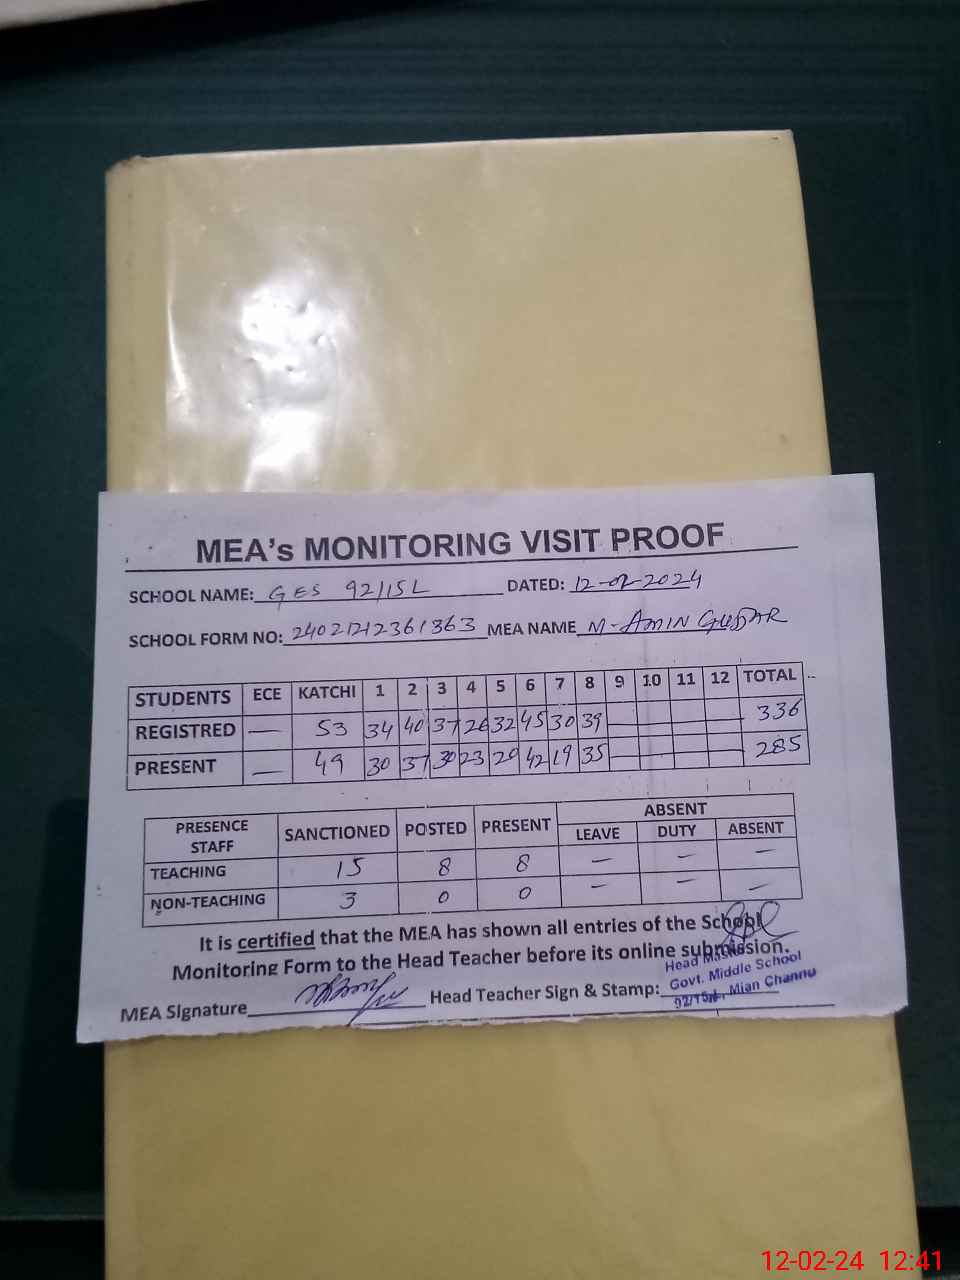 MEA's MONITORING VISIT PROOF
SCHOOL NAME: GES 92/15L DATED: 12-02-2024
SCHOOL FORM NO: 24021212361363 MEA NAME M-AMIN GUJJAR
STUDENTS ECE KATCHI 1 2 3 4 5 6 7 8 9 10 11 12 TOTAL
REGISTRED — 53 34 40 37 26 32 45 30 39 336
PRESENT — 49 30 37 30 23 20 42 19 35 285
ABSENT
PRESENCE STAFF SANCTIONED POSTED PRESENT LEAVE DUTY ABSENT
TEACHING 15 8 8 — — —
NON-TEACHING 3 0 0 — — —
It is certified that the MEA has shown all entries of the School
Monitoring Form to the Head Teacher before its online submission.
MEA Signature Head Teacher Sign & Stamp:
Head Master
Govt. Middle School
92/15L, Mian Channu
12-02-24 12:41